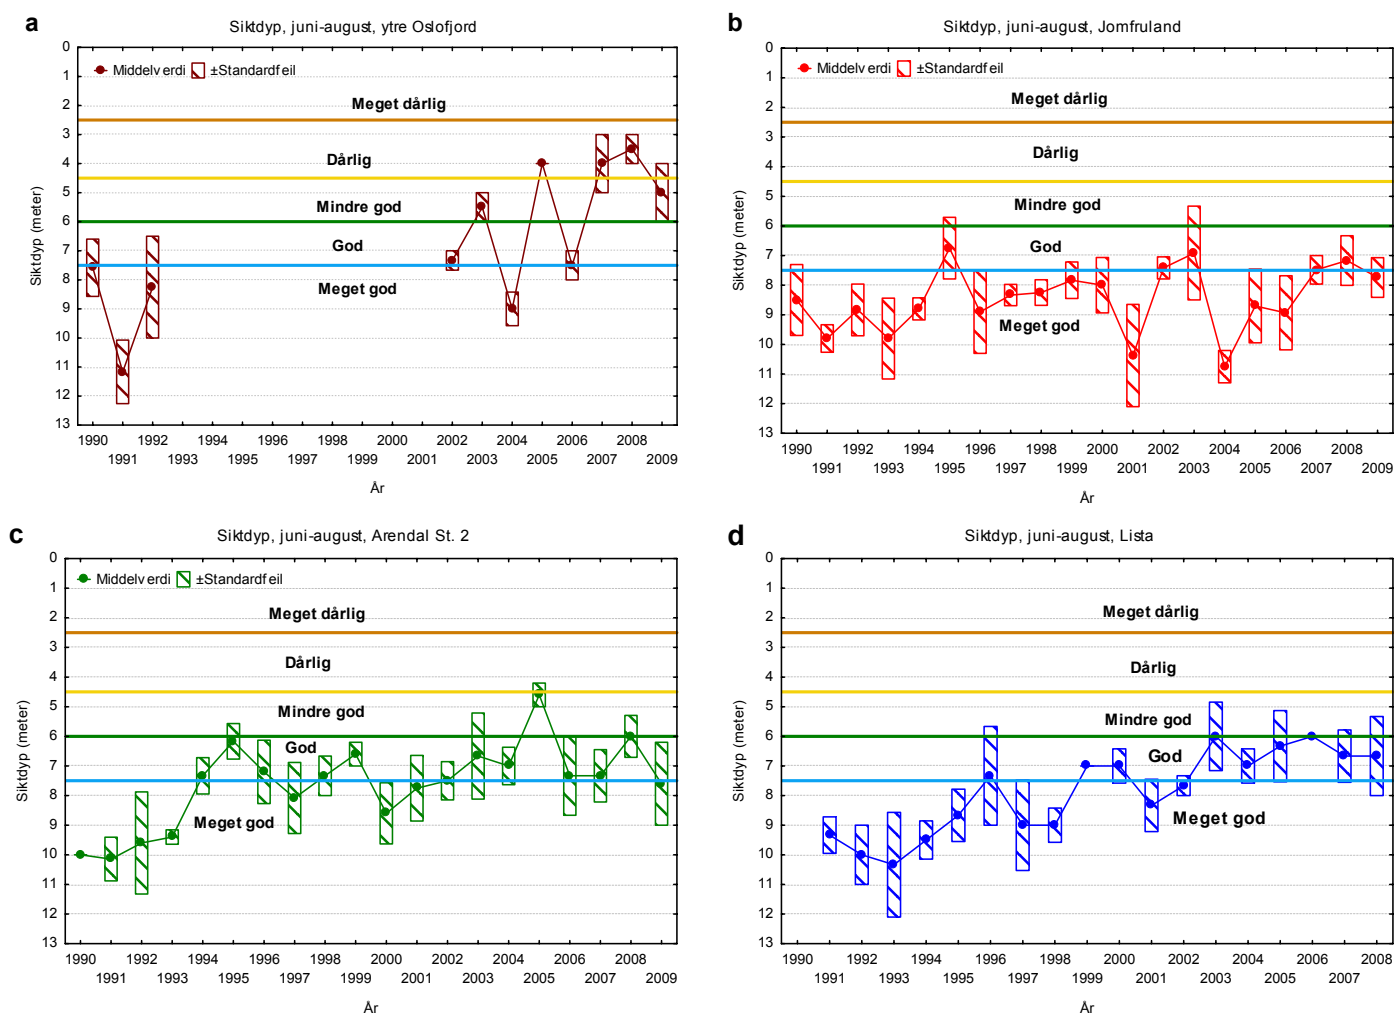 a
Siktdyp, juni-august, ytre Oslofjord
0
1
2
3
4
5
6
7
8
9
10
11
12
13
Siktdyp (meter)
Middelverdi ±Standardfeil
Meget dårlig
Dårlig
Mindre god
God
Meget god
1990 1992 1994 1996 1998 2000 2002 2004 2006 2008
1991 1993 1995 1997 1999 2001 2003 2005 2007 2009
År
b
Siktdyp, juni-august, Jomfruland
0
1
2
3
4
5
6
7
8
9
10
11
12
13
Siktdyp (meter)
Middelverdi ±Standardfeil
Meget dårlig
Dårlig
Mindre god
God
Meget god
1990 1992 1994 1996 1998 2000 2002 2004 2006 2008
1991 1993 1995 1997 1999 2001 2003 2005 2007 2009
År
c
Siktdyp, juni-august, Arendal St. 2
0
1
2
3
4
5
6
7
8
9
10
11
12
13
Siktdyp (meter)
Middelverdi ±Standardfeil
Meget dårlig
Dårlig
Mindre god
God
Meget god
1990 1992 1994 1996 1998 2000 2002 2004 2006 2008
1991 1993 1995 1997 1999 2001 2003 2005 2007 2009
År
d
Siktdyp, juni-august, Lista
0
1
2
3
4
5
6
7
8
9
10
11
12
13
Siktdyp (meter)
Meget dårlig
Dårlig
Mindre god
God
Meget god
1990 1992 1994 1996 1998 2000 2002 2004 2006 2008
1991 1993 1995 1997 1999 2001 2003 2005 2007
År